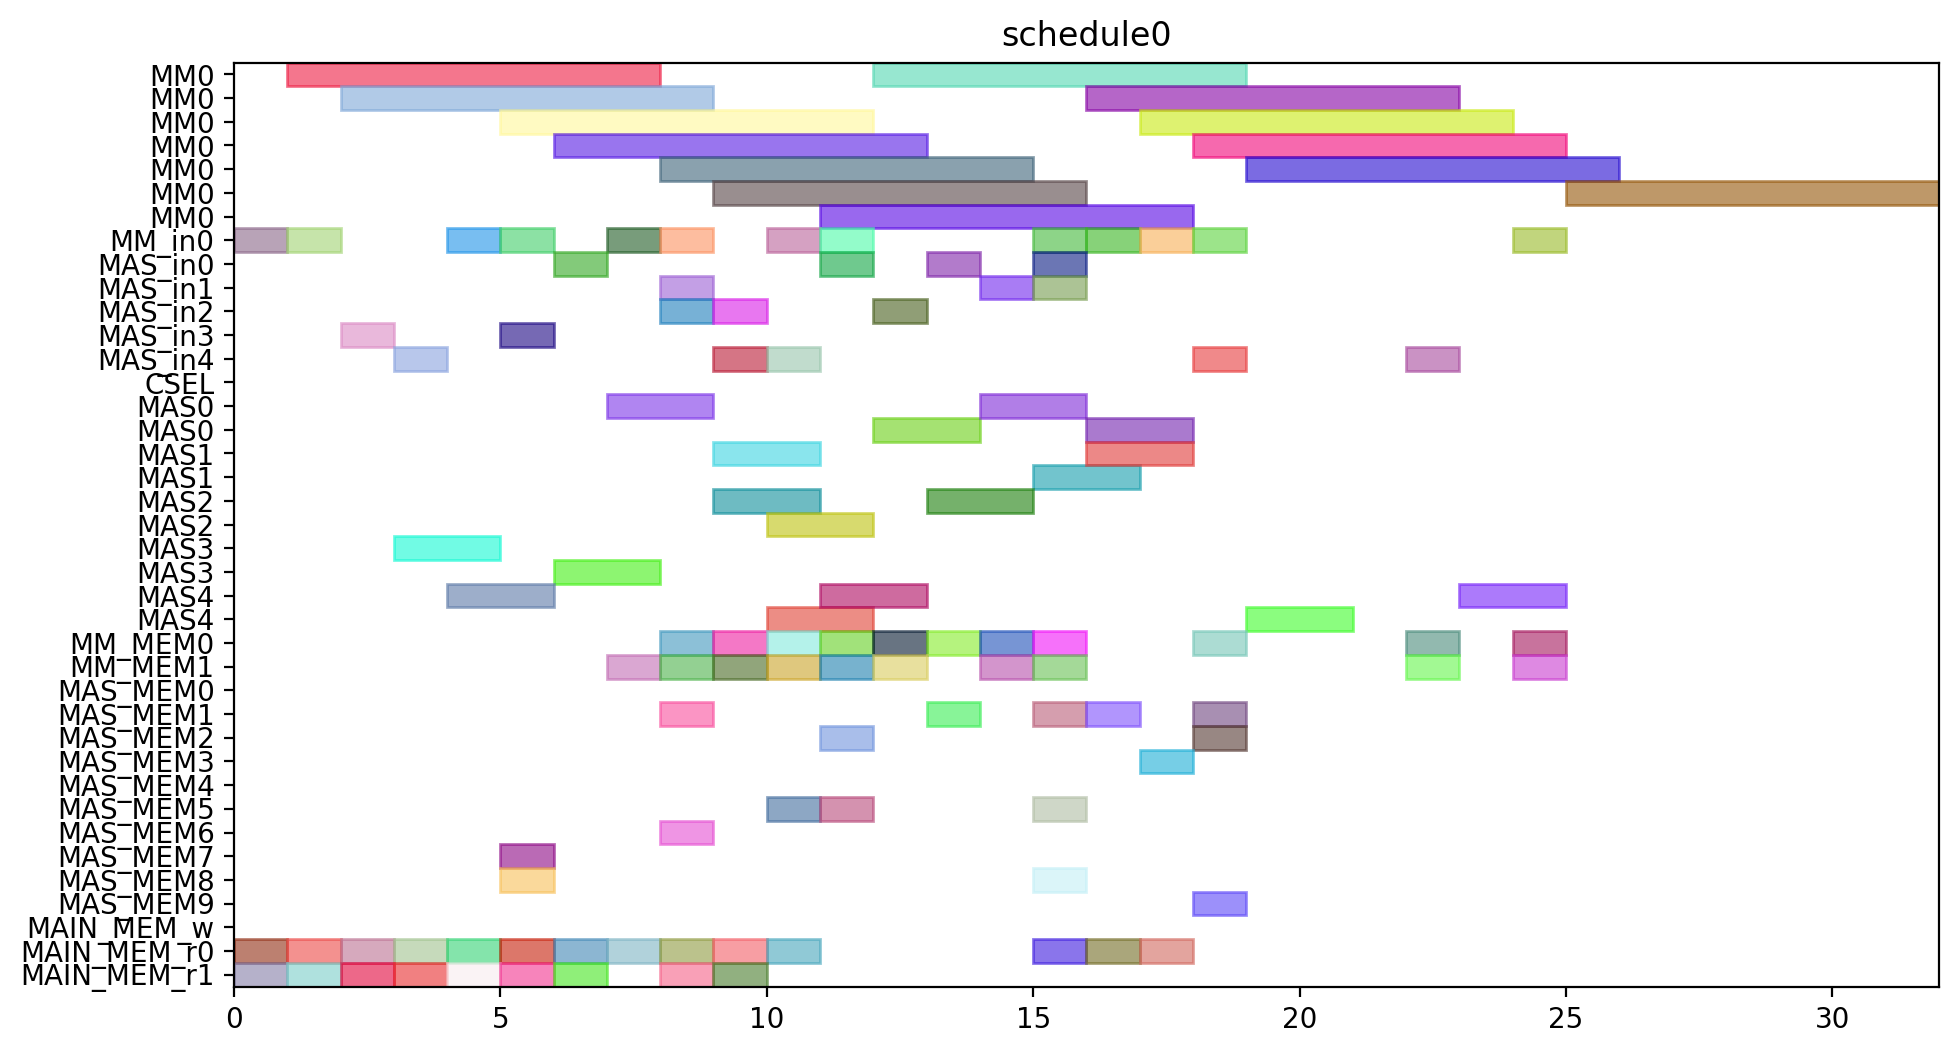 schedule0
MM0
MM0
MM0
MM0
MM0
MM0
MM0
MM_in0
MAS_in0
MAS_in1
MAS_in2
MAS_in3
MAS_in4
CSEL
MAS0
MAS0
MAS1
MAS1
MAS2
MAS2
MAS3
MAS3
MAS4
MAS4
MM_MEM0
MM_MEM1
MAS_MEM0
MAS_MEM1
MAS_MEM2
MAS_MEM3
MAS_MEM4
MAS_MEM5
MAS_MEM6
MAS_MEM7
MAS_MEM8
MAS_MEM9
MAIN_MEM_w
MAIN_MEM_r0
MAIN_MEM_r1
0 5 10 15 20 25 30